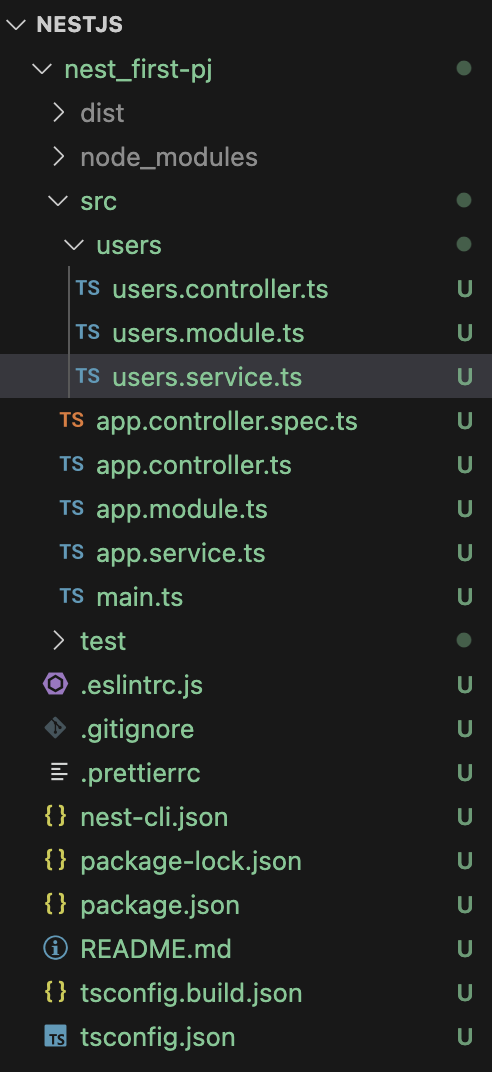 NESTJS
nest_first-pj
dist
node_modules
src
users
TS users.controller.ts U
TS users.module.ts U
TS users.service.ts U
TS app.controller.spec.ts U
TS app.controller.ts U
TS app.module.ts U
TS app.service.ts U
TS main.ts U
test
.eslintrc.js U
.gitignore U
.prettierrc U
{} nest-cli.json U
{} package-lock.json U
{} package.json U
README.md U
{} tsconfig.build.json U
TS tsconfig.json U